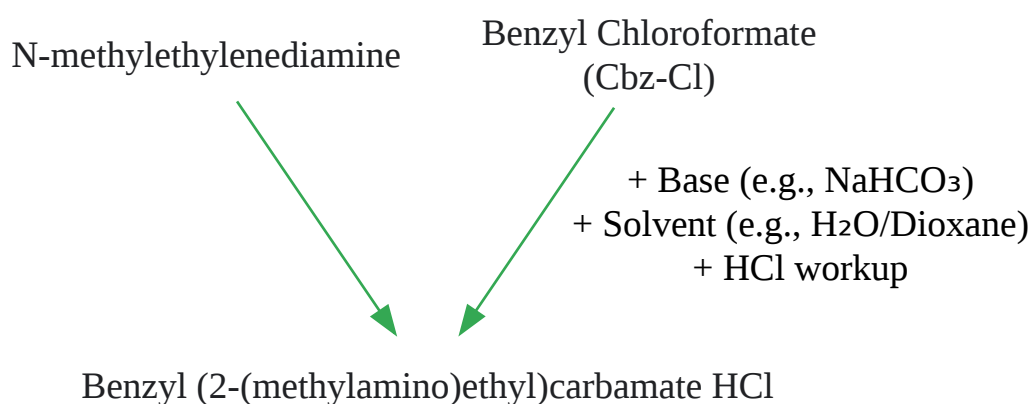 N-methylethylenediamine
Benzyl Chloroformate
(Cbz-Cl)
+ Base (e.g., NaHCO₃)
+ Solvent (e.g., H₂O/Dioxane)
+ HCl workup
Benzyl (2-(methylamino)ethyl)carbamate HCl